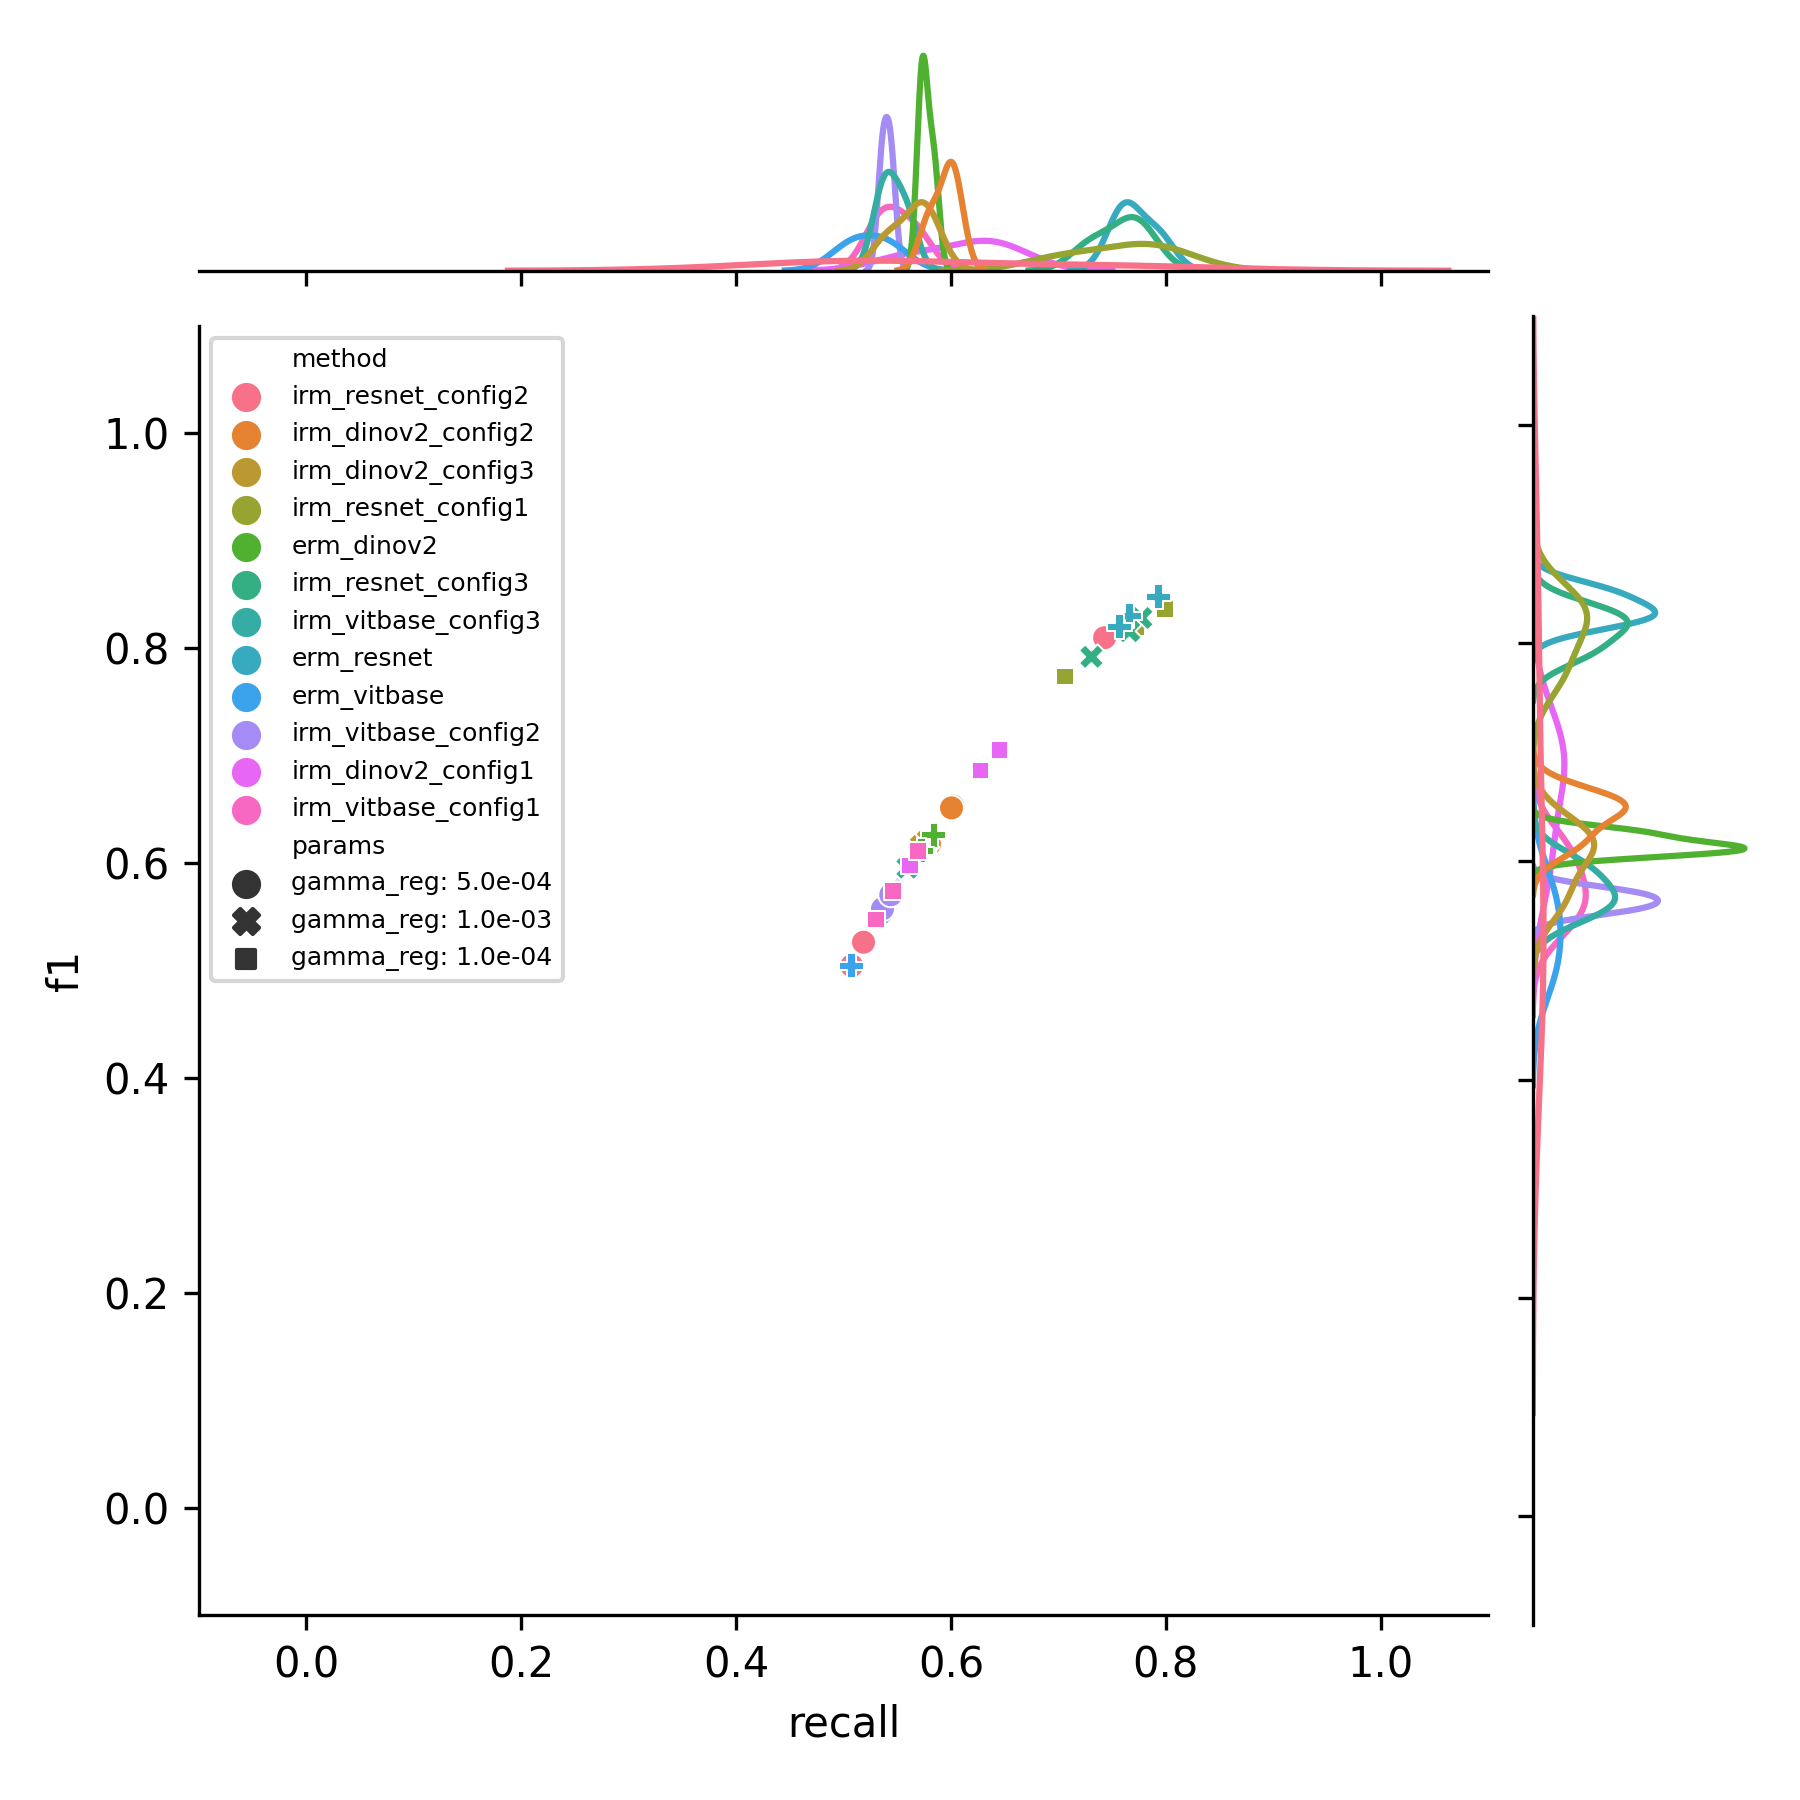 method
irm_resnet_config2
irm_dinov2_config2
irm_dinov2_config3
irm_resnet_config1
erm_dinov2
irm_resnet_config3
irm_vitbase_config3
erm_resnet
erm_vitbase
irm_vitbase_config2
irm_dinov2_config1
irm_vitbase_config1
params
gamma_reg: 5.0e-04
gamma_reg: 1.0e-03
gamma_reg: 1.0e-04
1.0
0.8
0.6
0.4
0.2
0.0
f1
0.0 0.2 0.4 0.6 0.8 1.0
recall